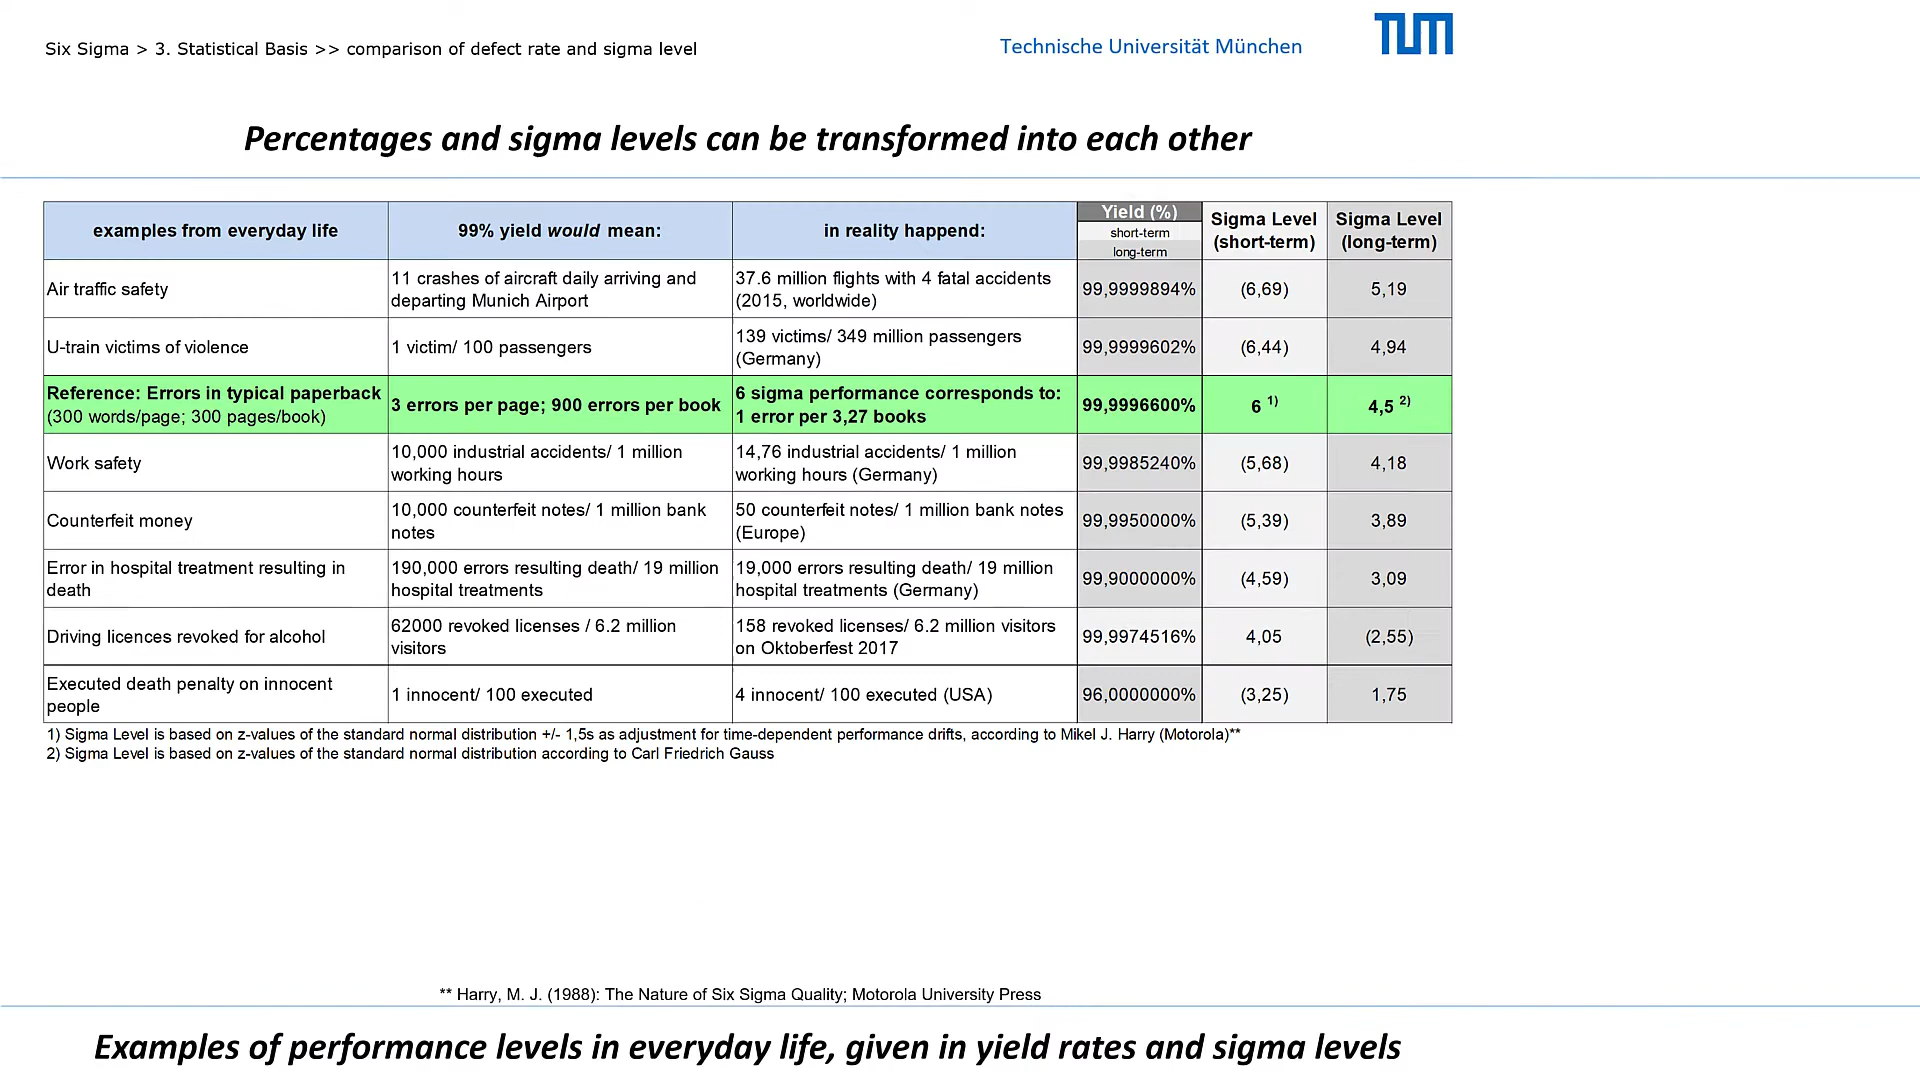 Six Sigma > 3. Statistical Basis >> comparison of defect rate and sigma level
Technische Universität München
TUM
Percentages and sigma levels can be transformed into each other
examples from everyday life
99% yield would mean:
in reality happend:
Yield (%)
short-term
long-term
Sigma Level
(short-term)
Sigma Level
(long-term)
Air traffic safety
11 crashes of aircraft daily arriving and
departing Munich Airport
37.6 million flights with 4 fatal accidents
(2015, worldwide)
99,9999894%
(6,69)
5,19
U-train victims of violence
1 victim/ 100 passengers
139 victims/ 349 million passengers
(Germany)
99,9999602%
(6,44)
4,94
Reference: Errors in typical paperback
(300 words/page; 300 pages/book)
3 errors per page; 900 errors per book
6 sigma performance corresponds to:
1 error per 3,27 books
99,9996600%
6 1)
4,5 2)
Work safety
10,000 industrial accidents/ 1 million
working hours
14,76 industrial accidents/ 1 million
working hours (Germany)
99,9985240%
(5,68)
4,18
Counterfeit money
10,000 counterfeit notes/ 1 million bank
notes
50 counterfeit notes/ 1 million bank notes
(Europe)
99,9950000%
(5,39)
3,89
Error in hospital treatment resulting in
death
190,000 errors resulting death/ 19 million
hospital treatments
19,000 errors resulting death/ 19 million
hospital treatments (Germany)
99,9000000%
(4,59)
3,09
Driving licences revoked for alcohol
62000 revoked licenses / 6.2 million
visitors
158 revoked licenses/ 6.2 million visitors
on Oktoberfest 2017
99,9974516%
4,05
(2,55)
Executed death penalty on innocent
people
1 innocent/ 100 executed
4 innocent/ 100 executed (USA)
96,0000000%
(3,25)
1,75
1) Sigma Level is based on z-values of the standard normal distribution +/- 1,5s as adjustment for time-dependent performance drifts, according to Mikel J. Harry (Motorola)**
2) Sigma Level is based on z-values of the standard normal distribution according to Carl Friedrich Gauss
** Harry, M. J. (1988): The Nature of Six Sigma Quality; Motorola University Press
Examples of performance levels in everyday life, given in yield rates and sigma levels